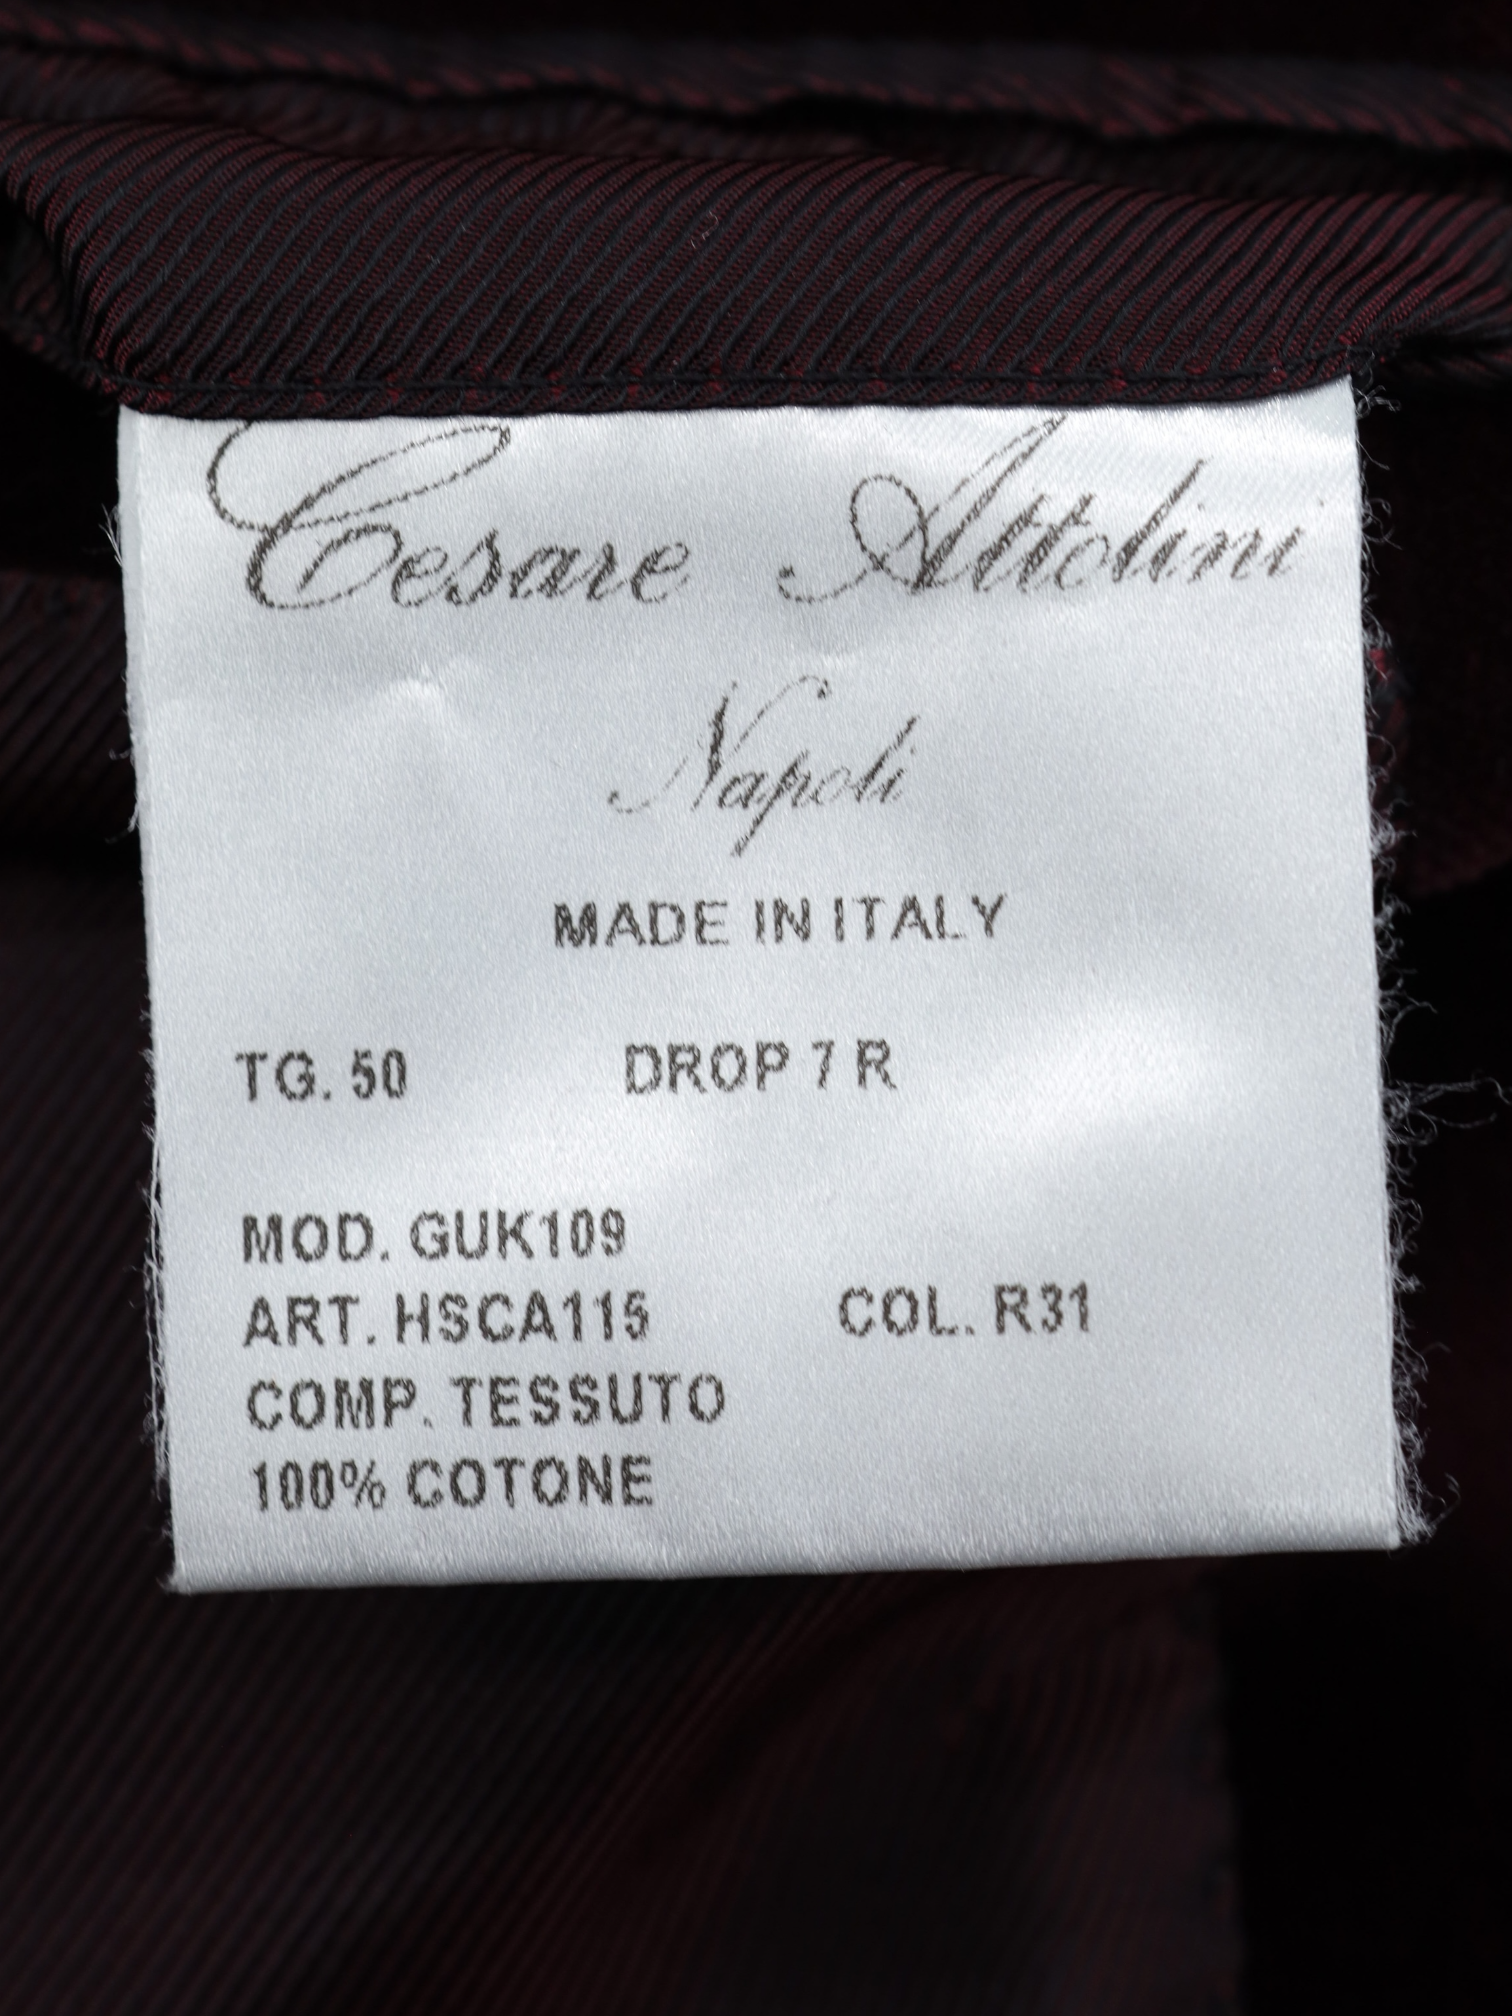 Cesare Attolini
Napoli
MADE IN ITALY
TG. 50 DROP 7 R
MOD. GUK109
ART. HSCA115 COL. R31
COMP. TESSUTO
100% COTONE